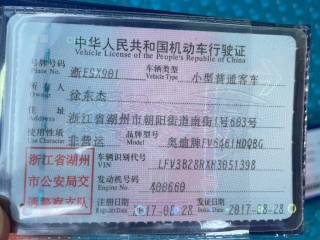 中华人民共和国机动车行驶证
Vehicle License of the People's Republic of China
号牌号码 浙ESX901 车辆类型 小型普通客车
Plate No. Vehicle Type
所有人 徐东杰
Owner
住址 浙江省湖州市朝阳街道南街1号603号
Address
使用性质 非营运 品牌型号 奥迪牌FV6461HDQBG
Use Character Model
浙江省湖州 车辆识别代号 LFV3B28RXH3051398
VIN
市公安局交 发动机号码 408660
Engine No.
通警察支队 注册日期 2017-08-28 发证日期 2017-08-28
Register Date Issue Date